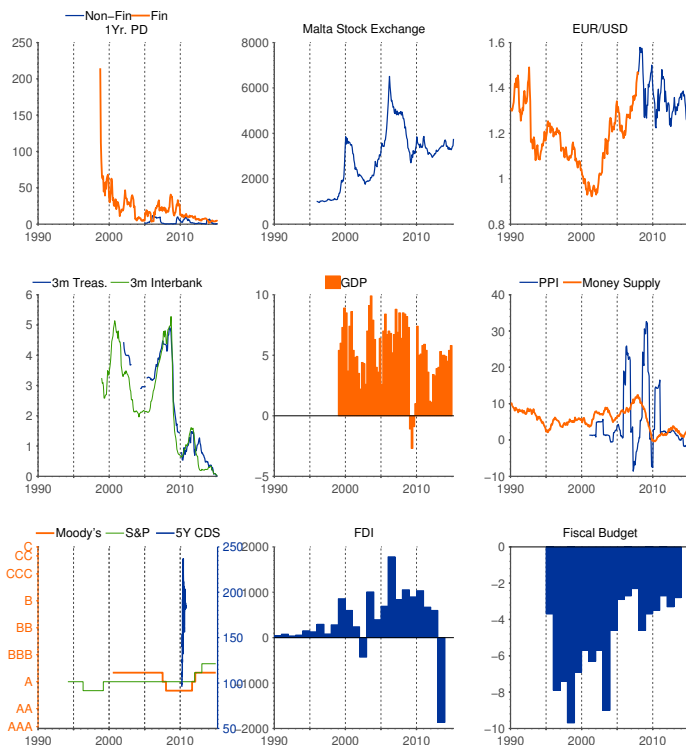 Non−Fin Fin
1Yr. PD
Malta Stock Exchange
EUR/USD
250
200
150
100
50
0
1990 2000 2010
8000
6000
4000
2000
0
1990 2000 2010
1.6
1.4
1.2
1
0.8
1990 2000 2010
3m Treas. 3m Interbank
GDP
PPI Money Supply
6
5
4
3
2
1
0
1990 2000 2010
10
5
0
−5
1990 2000 2010
40
30
20
10
0
−10
1990 2000 2010
Moody's S&P 5Y CDS
FDI
Fiscal Budget
C
CC
CCC
B
BB
BBB
A
AA
AAA
250
200
150
100
50
1990 2000 2010
2000
1000
0
−1000
−2000
1990 2000 2010
0
−2
−4
−6
−8
−10
1990 2000 2010